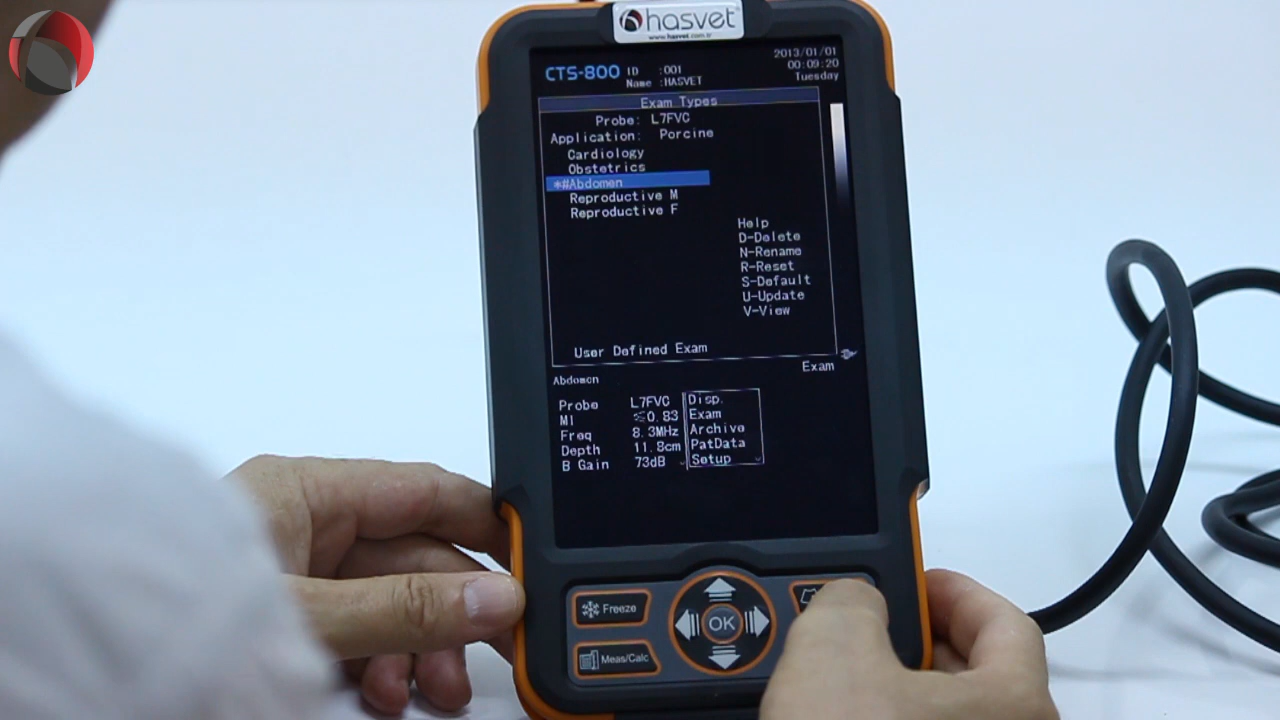 hasvet
www.hasvet.com.tr
CTS-800 ID :001
Name :HASVET
2013/01/01
00:09:20
Tuesday
Exam Types
Probe: L7FVC
Application: Porcine
Cardiology
Obstetrics
*#Abdomen
Reproductive M
Reproductive F
Help
D-Delete
N-Rename
R-Reset
S-Default
U-Update
V-View
User Defined Exam
Exam
Abdomen
Probe L7FVC
MI ≤0.83
Freq 8.3MHz
Depth 11.8cm
B Gain 73dB
Disp.
Exam
Archive
PatData
Setup
Freeze
OK
Meas/Calc